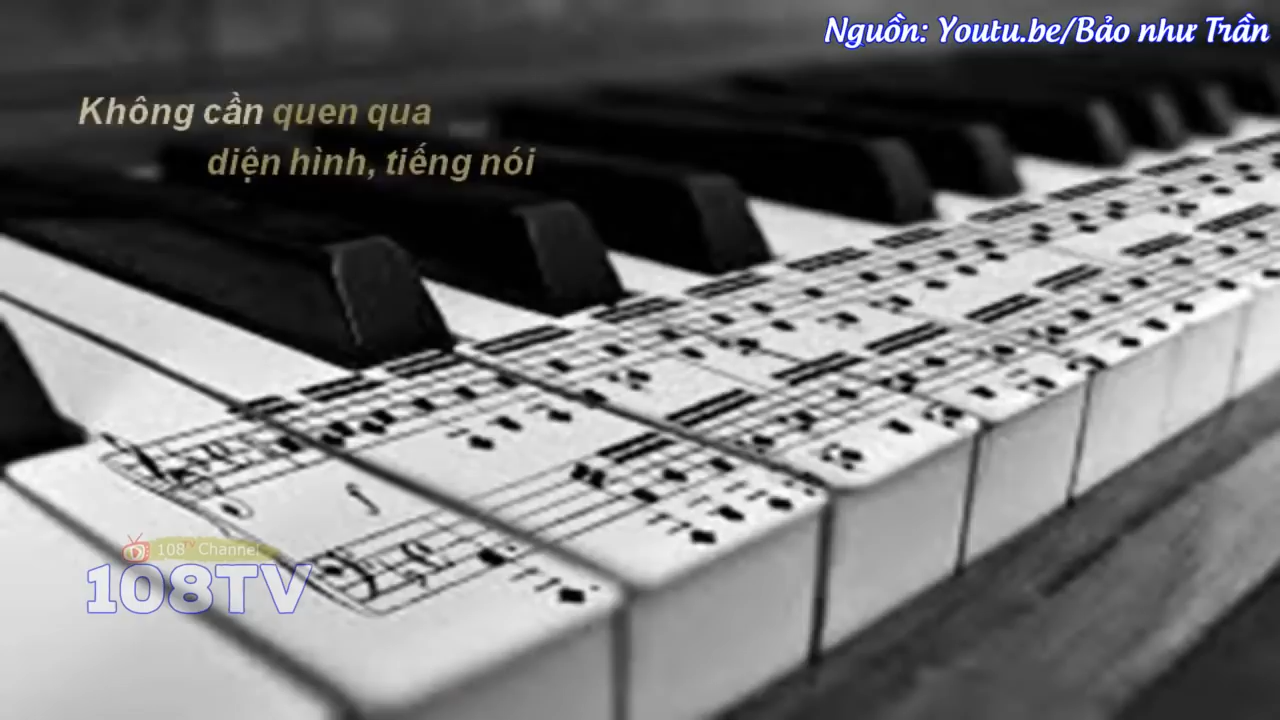 Nguồn: Youtu.be/Bảo như Trần
Không cần quen qua
diện hình, tiếng nói
108TV Channel
108TV